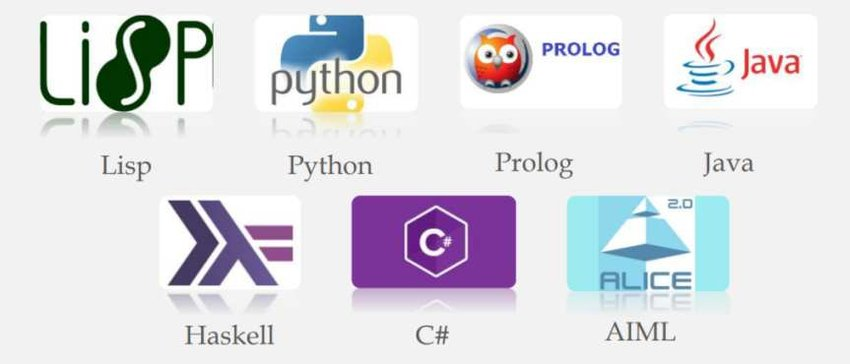 LiSP
python
PROLOG
Java
Lisp
Python
Prolog
Java
C#
2.0
ALICE
Haskell
C#
AIML